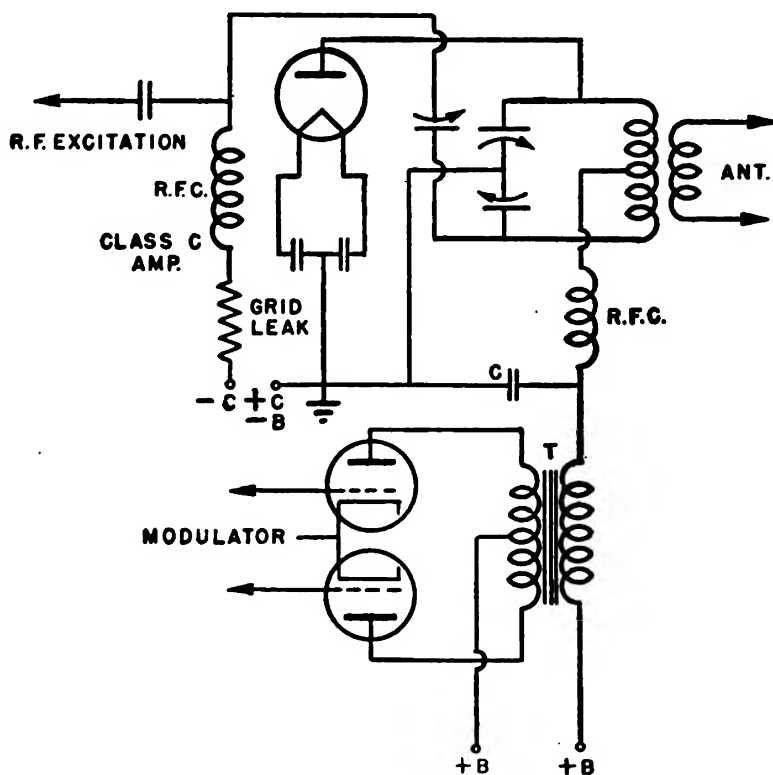 R.F. EXCITATION
R.F.C.
CLASS C
AMP.
GRID
LEAK
ANT.
R.F.C.
C
-C +C
-B
T
MODULATOR
+B +B